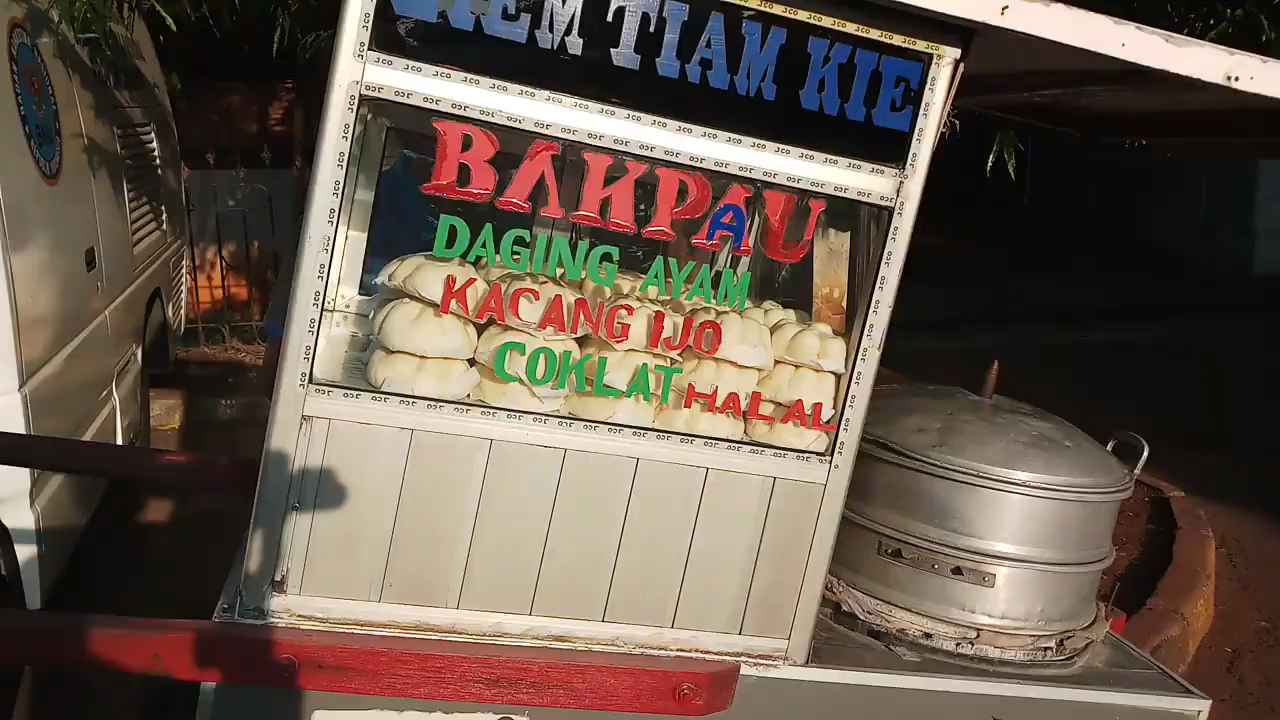 TIAM KIE
BAKPAU
DAGING AYAM
KACANG IJO
COKLAT HALAL